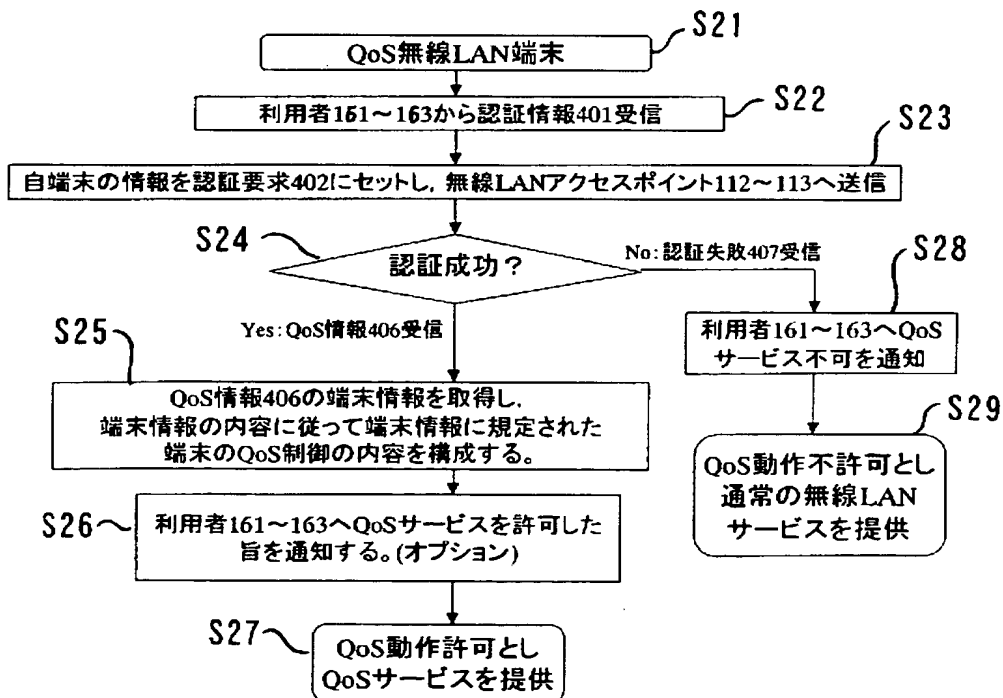 S21
QoS無線LAN端末
S22
利用者161～163から認証情報401受信
S23
自端末の情報を認証要求402にセットし, 無線LANアクセスポイント112～113へ送信
S24
認証成功？
No:認証失敗407受信
S28
利用者161～163へQoS
サービス不可を通知
S29
QoS動作不許可とし
通常の無線LAN
サービスを提供
Yes:QoS情報406受信
S25
QoS情報406の端末情報を取得し,
端末情報の内容に従って端末情報に規定された
端末のQoS制御の内容を構成する。
S26
利用者161～163へQoSサービスを許可した
旨を通知する。(オプション)
S27
QoS動作許可とし
QoSサービスを提供